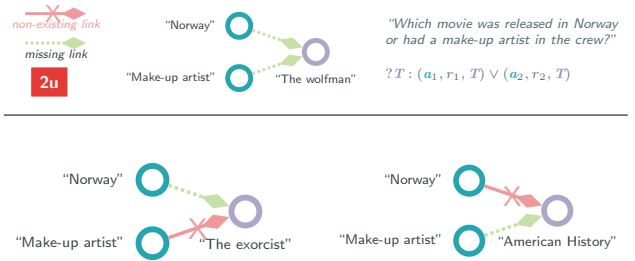 non-existing link
missing link
2u
"Norway"
"Make-up artist"
"The wolfman"
"Which movie was released in Norway
or had a make-up artist in the crew?"
?T : (a₁, r₁, T) ∨ (a₂, r₂, T)
"Norway"
"Make-up artist"
"The exorcist"
"Norway"
"Make-up artist"
"American History"